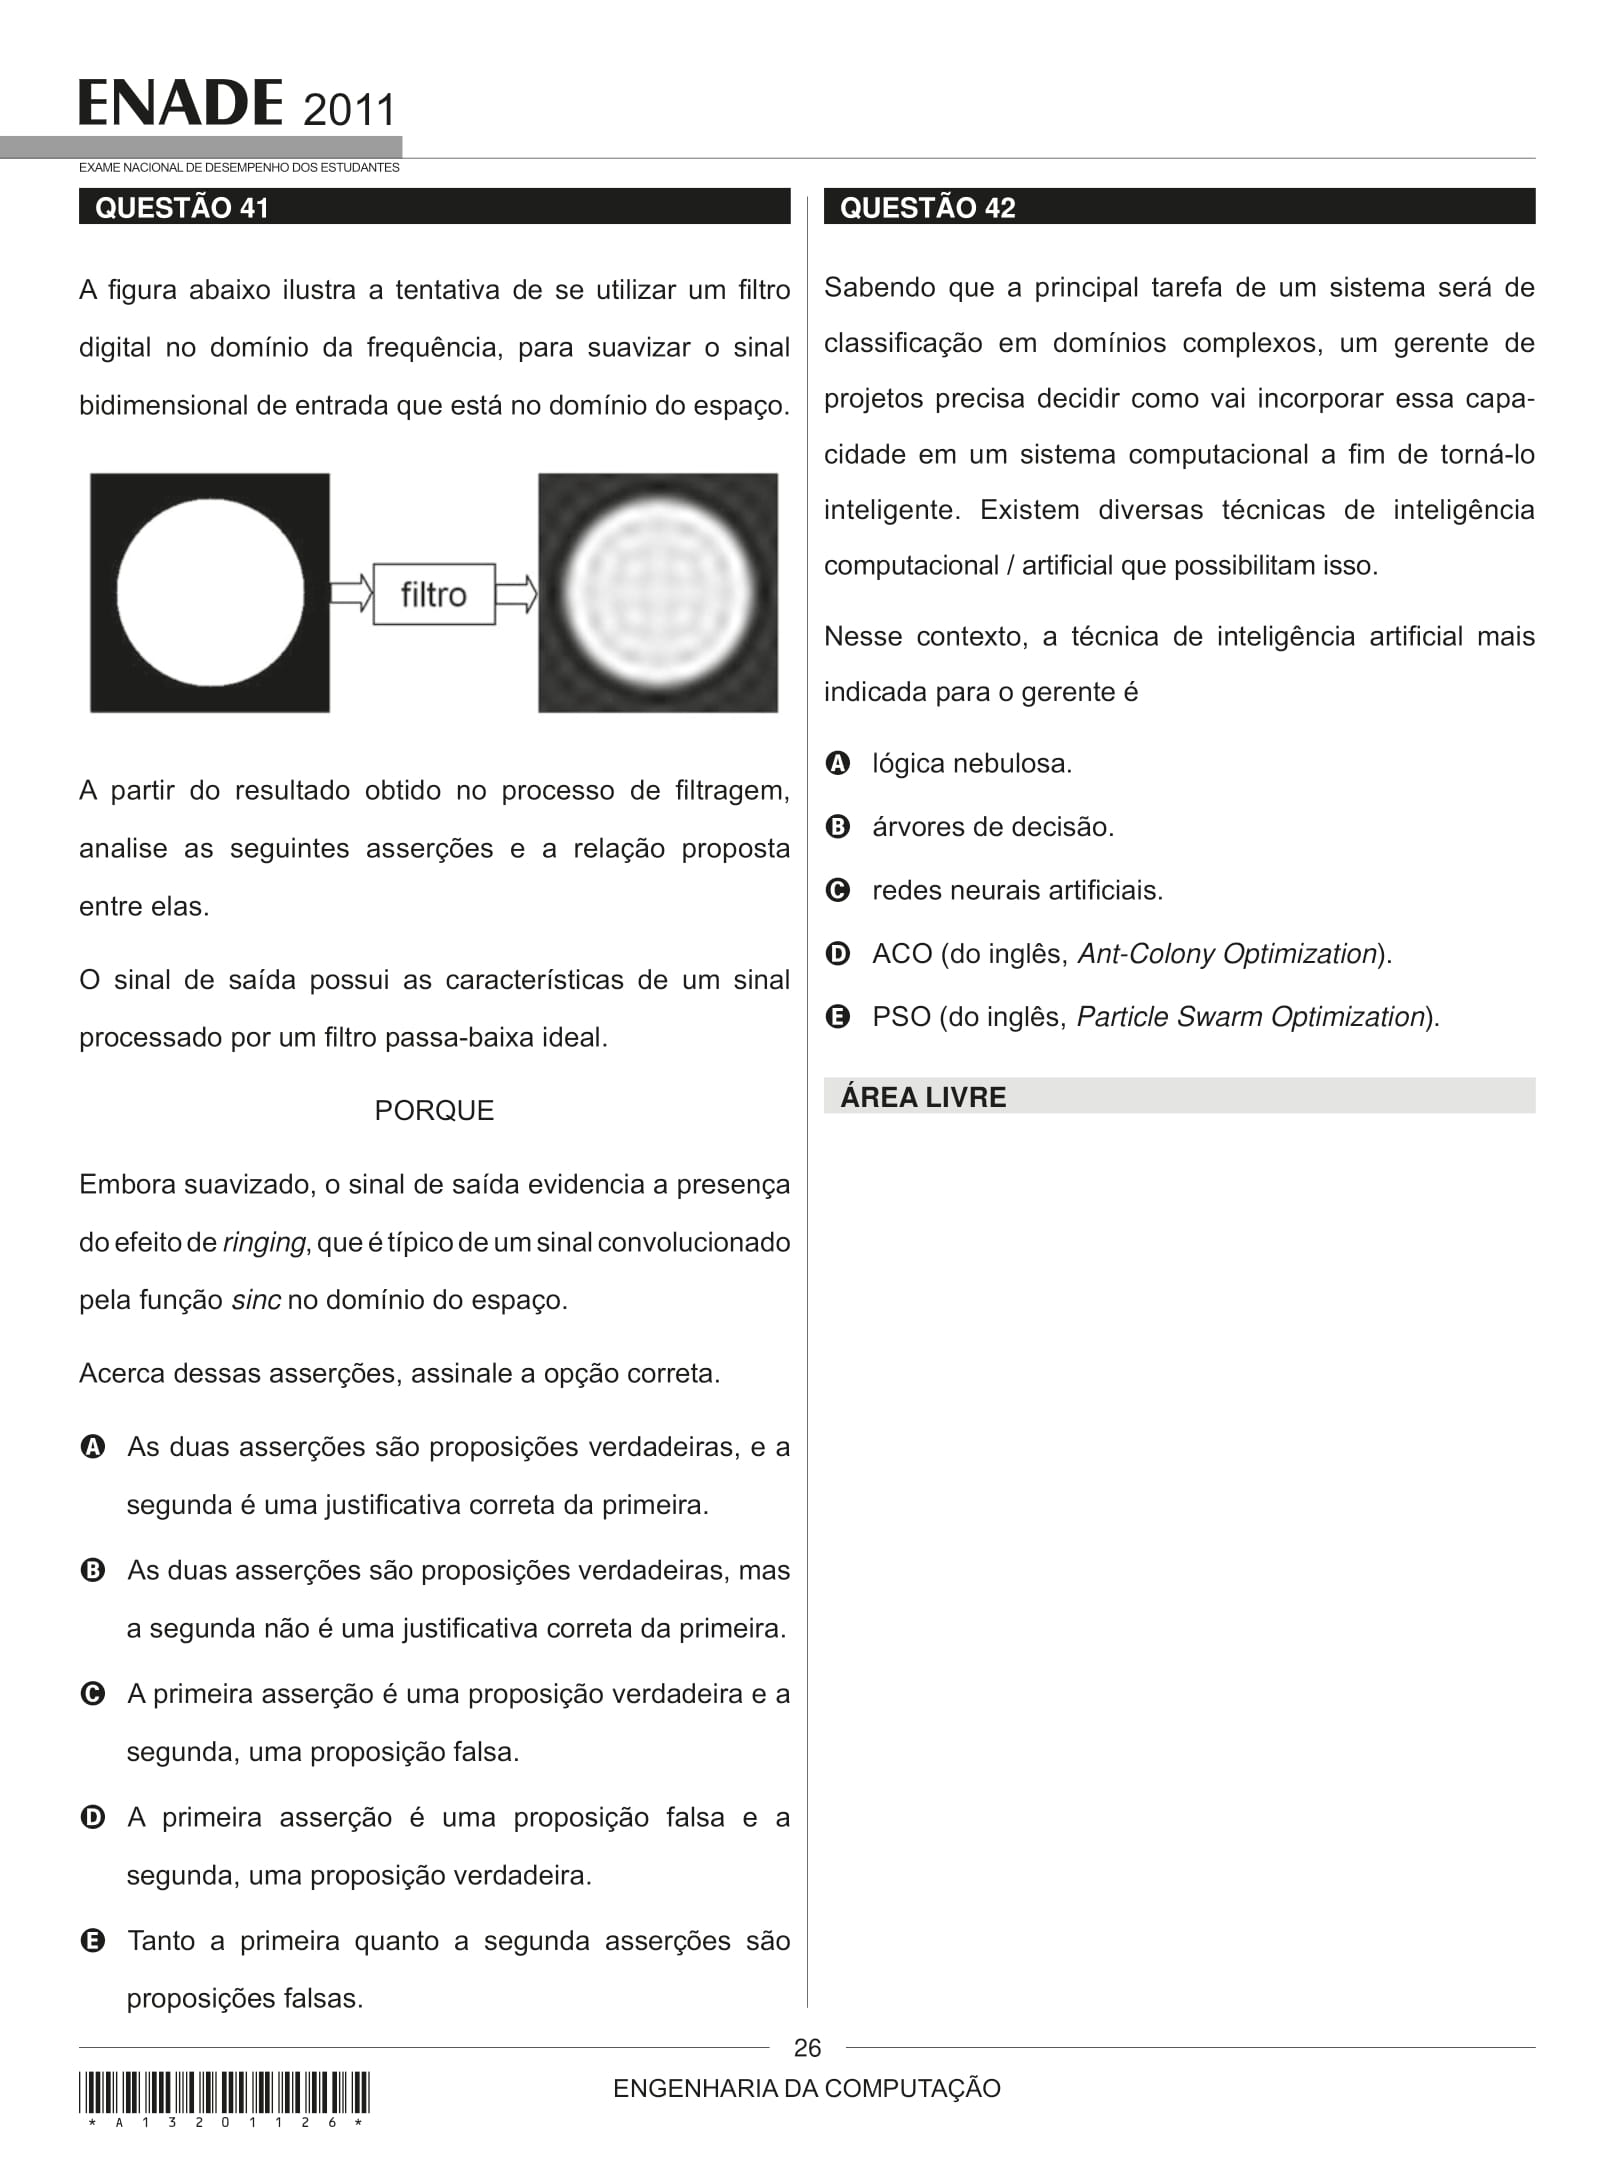 ENADE 2011
EXAME NACIONAL DE DESEMPENHO DOS ESTUDANTES
QUESTÃO 41
A figura abaixo ilustra a tentativa de se utilizar um filtro
digital no domínio da frequência, para suavizar o sinal
bidimensional de entrada que está no domínio do espaço.
filtro
A partir do resultado obtido no processo de filtragem,
analise as seguintes asserções e a relação proposta
entre elas.
O sinal de saída possui as características de um sinal
processado por um filtro passa-baixa ideal.
PORQUE
Embora suavizado, o sinal de saída evidencia a presença
do efeito de ringing, que é típico de um sinal convolucionado
pela função sinc no domínio do espaço.
Acerca dessas asserções, assinale a opção correta.
A As duas asserções são proposições verdadeiras, e a
segunda é uma justificativa correta da primeira.
B As duas asserções são proposições verdadeiras, mas
a segunda não é uma justificativa correta da primeira.
C A primeira asserção é uma proposição verdadeira e a
segunda, uma proposição falsa.
D A primeira asserção é uma proposição falsa e a
segunda, uma proposição verdadeira.
E Tanto a primeira quanto a segunda asserções são
proposições falsas.
QUESTÃO 42
Sabendo que a principal tarefa de um sistema será de
classificação em domínios complexos, um gerente de
projetos precisa decidir como vai incorporar essa capa-
cidade em um sistema computacional a fim de torná-lo
inteligente. Existem diversas técnicas de inteligência
computacional / artificial que possibilitam isso.
Nesse contexto, a técnica de inteligência artificial mais
indicada para o gerente é
A lógica nebulosa.
B árvores de decisão.
C redes neurais artificiais.
D ACO (do inglês, Ant-Colony Optimization).
E PSO (do inglês, Particle Swarm Optimization).
ÁREA LIVRE
26
ENGENHARIA DA COMPUTAÇÃO
* A 1 3 2 0 1 1 2 6 *